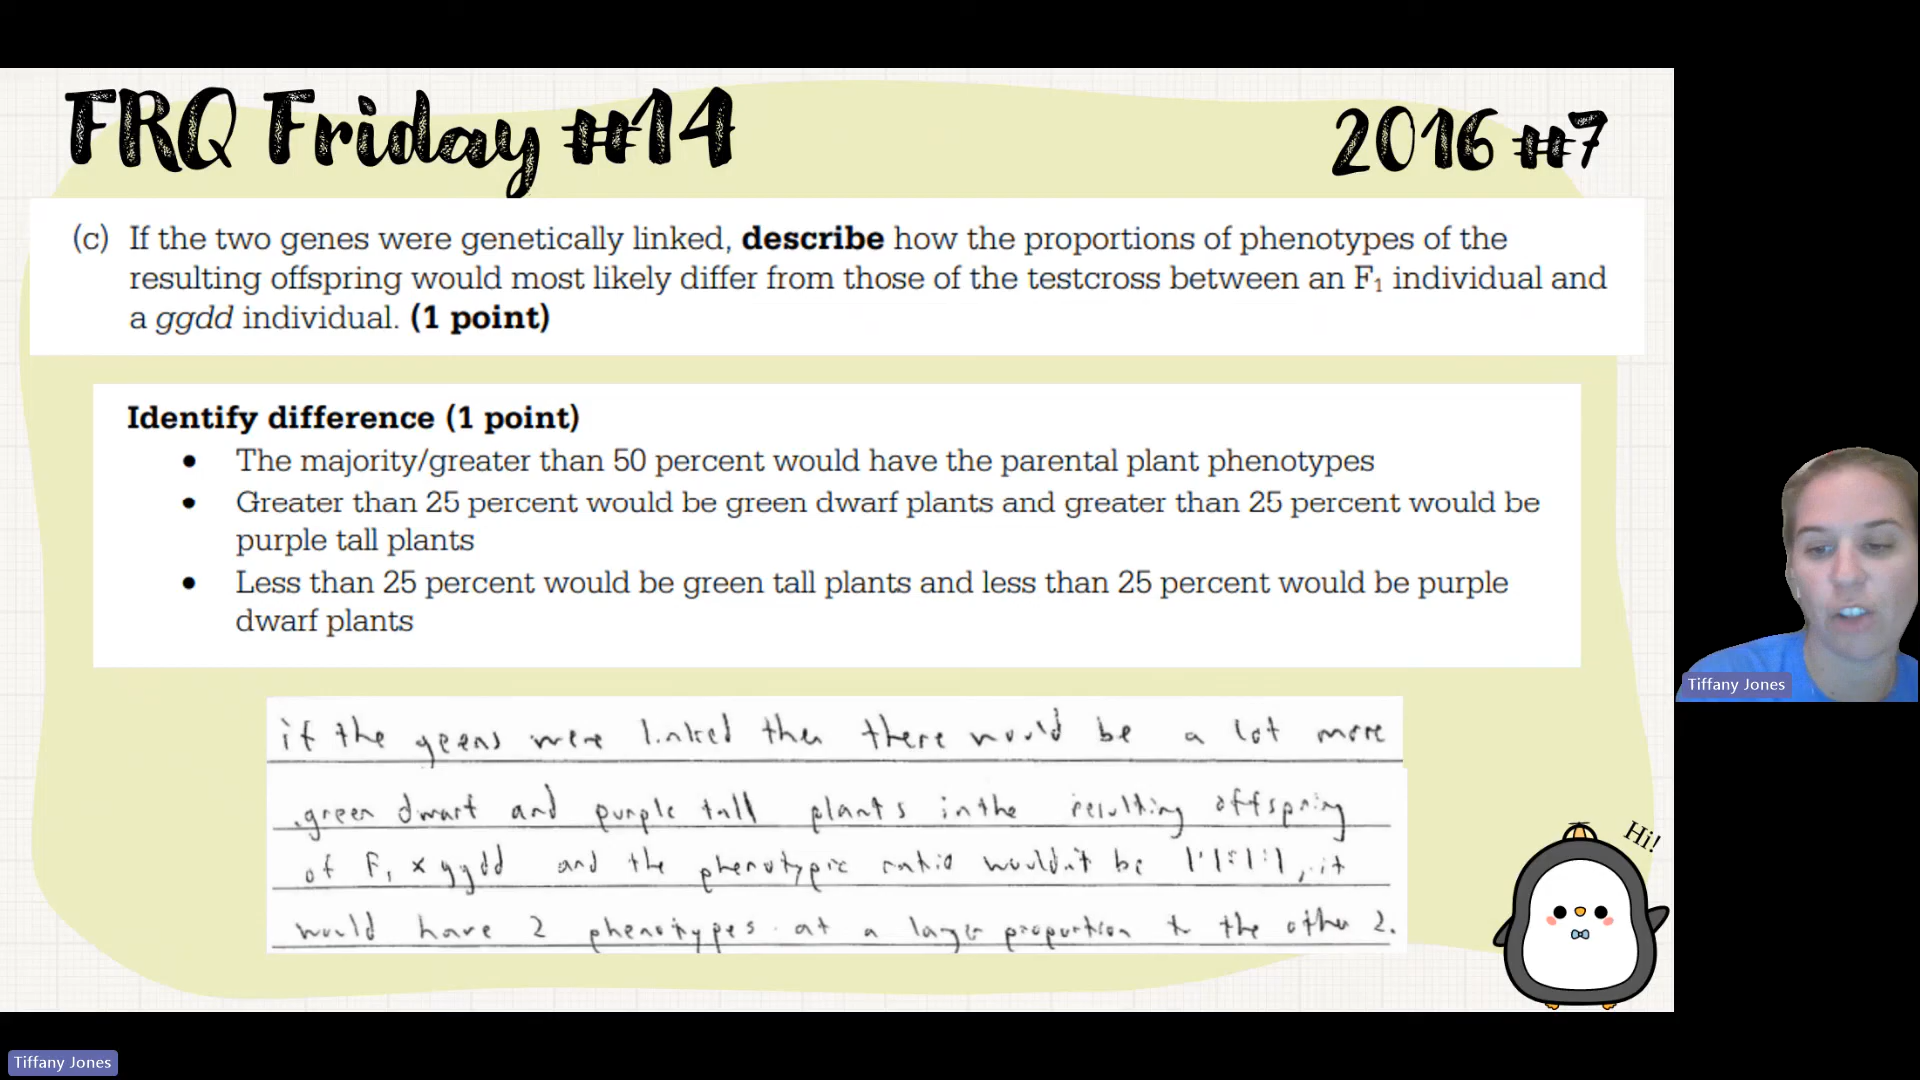 FRQ Friday #14
2016 #7
(c) If the two genes were genetically linked, describe how the proportions of phenotypes of the
resulting offspring would most likely differ from those of the testcross between an F₁ individual and
a ggdd individual. (1 point)
Identify difference (1 point)
• The majority/greater than 50 percent would have the parental plant phenotypes
• Greater than 25 percent would be green dwarf plants and greater than 25 percent would be
purple tall plants
• Less than 25 percent would be green tall plants and less than 25 percent would be purple
dwarf plants
if the geens were linked then there would be a lot more
green dwarf and purple tall plants in the resulting offspring
of F₁ x ggdd and the phenotypic ratio wouldn't be 1:1:1:1, it
would have 2 phenotypes at a larger proportion to the other 2.
Hi!
Tiffany Jones
Tiffany Jones